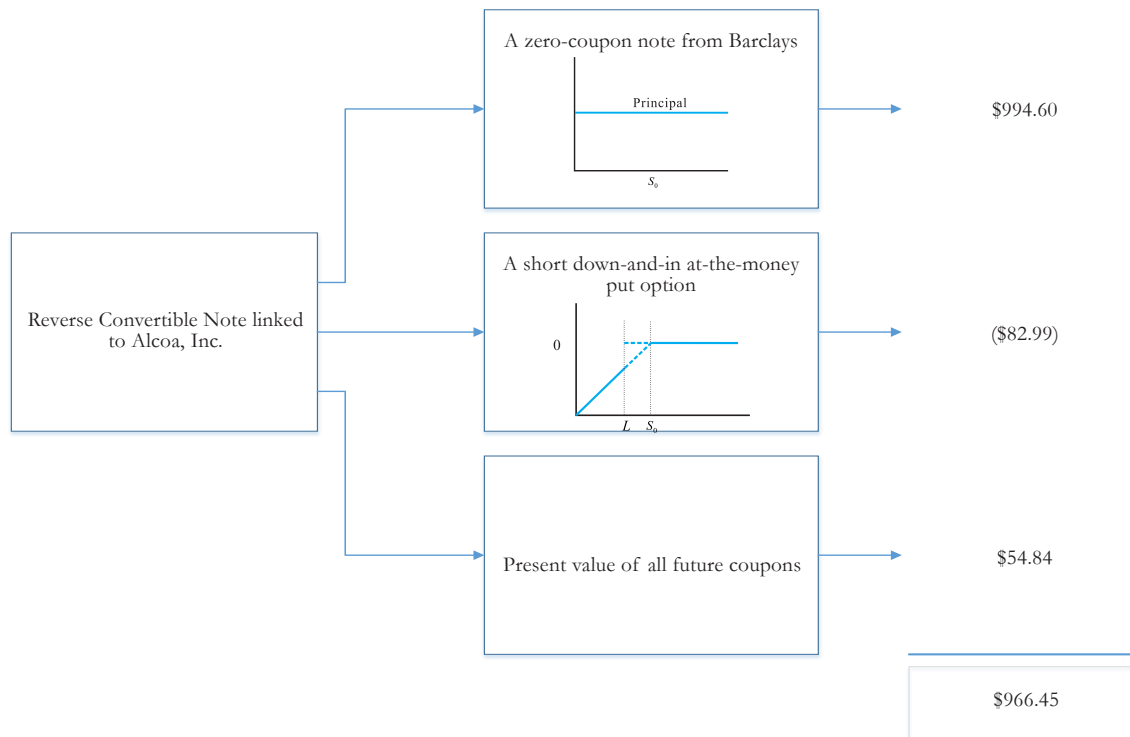 A zero-coupon note from Barclays
Principal
S₀
$994.60
Reverse Convertible Note linked
to Alcoa, Inc.
A short down-and-in at-the-money
put option
0
L S₀
($82.99)
Present value of all future coupons
$54.84
$966.45